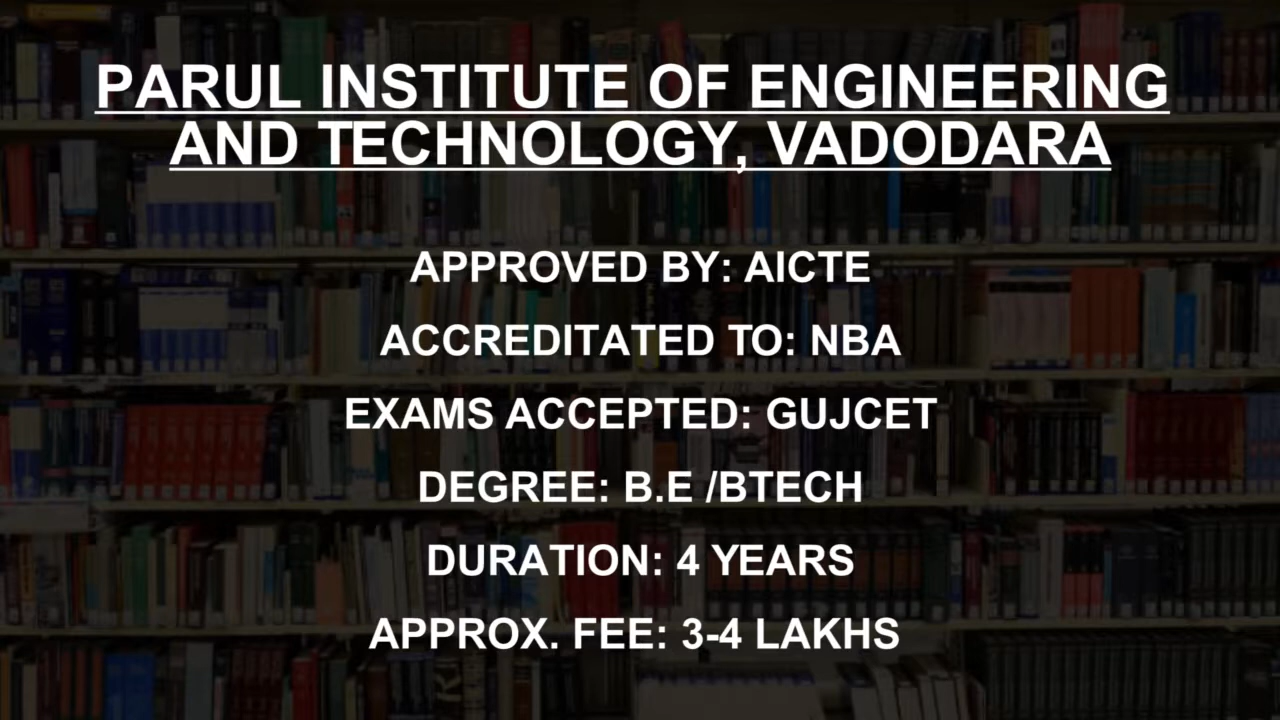 PARUL INSTITUTE OF ENGINEERING
AND TECHNOLOGY, VADODARA
APPROVED BY: AICTE
ACCREDITATED TO: NBA
EXAMS ACCEPTED: GUJCET
DEGREE: B.E /BTECH
DURATION: 4 YEARS
APPROX. FEE: 3-4 LAKHS